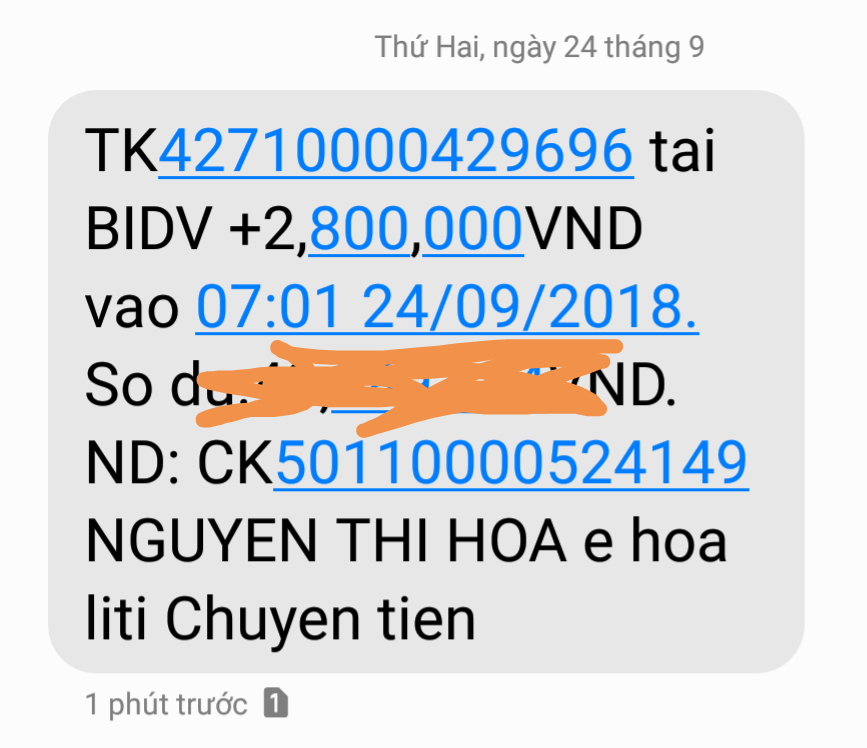 Thứ Hai, ngày 24 tháng 9
TK42710000429696 tai
BIDV +2,800,000VND
vao 07:01 24/09/2018.
So du: VND.
ND: CK50110000524149
NGUYEN THI HOA e hoa
liti Chuyen tien
1 phút trước 1